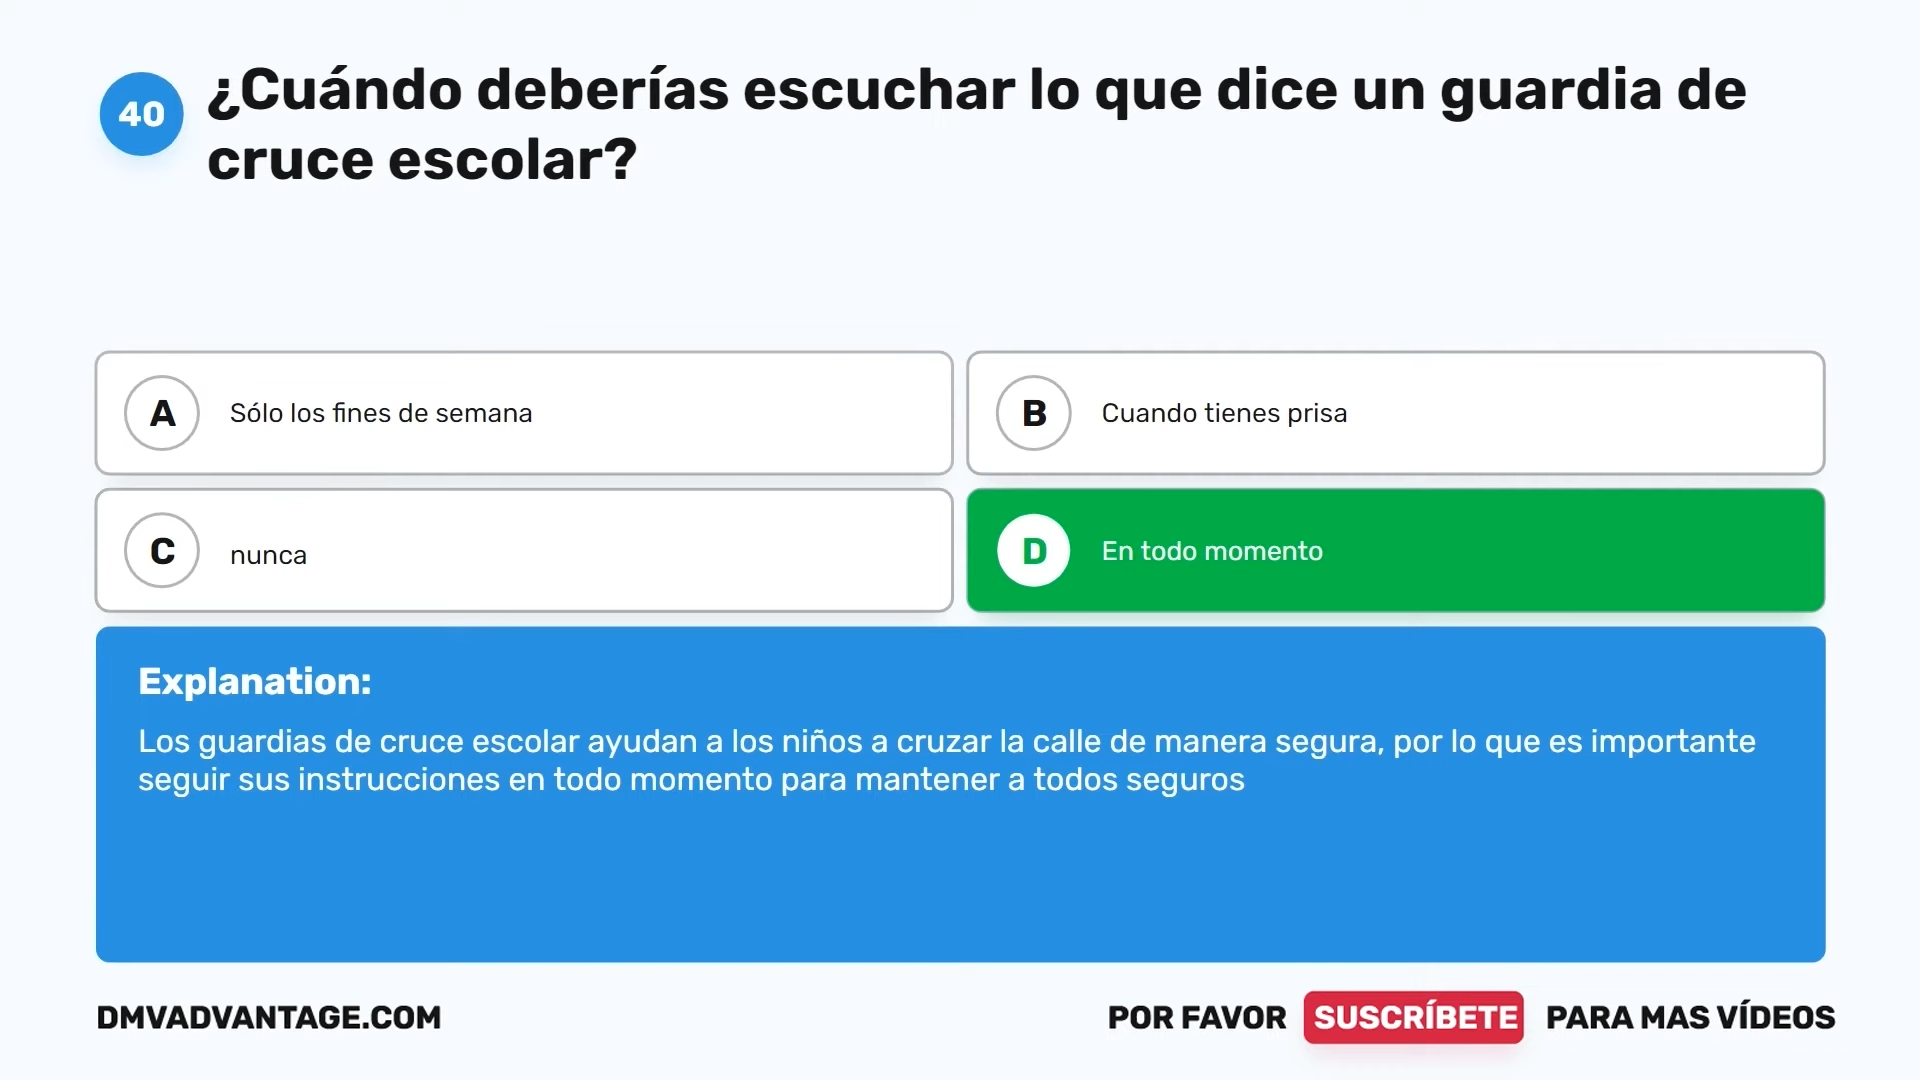 40
¿Cuándo deberías escuchar lo que dice un guardia de
cruce escolar?
A
Sólo los fines de semana
B
Cuando tienes prisa
C
nunca
D
En todo momento
Explanation:
Los guardias de cruce escolar ayudan a los niños a cruzar la calle de manera segura, por lo que es importante
seguir sus instrucciones en todo momento para mantener a todos seguros
DMVADVANTAGE.COM
POR FAVOR SUSCRÍBETE PARA MAS VÍDEOS